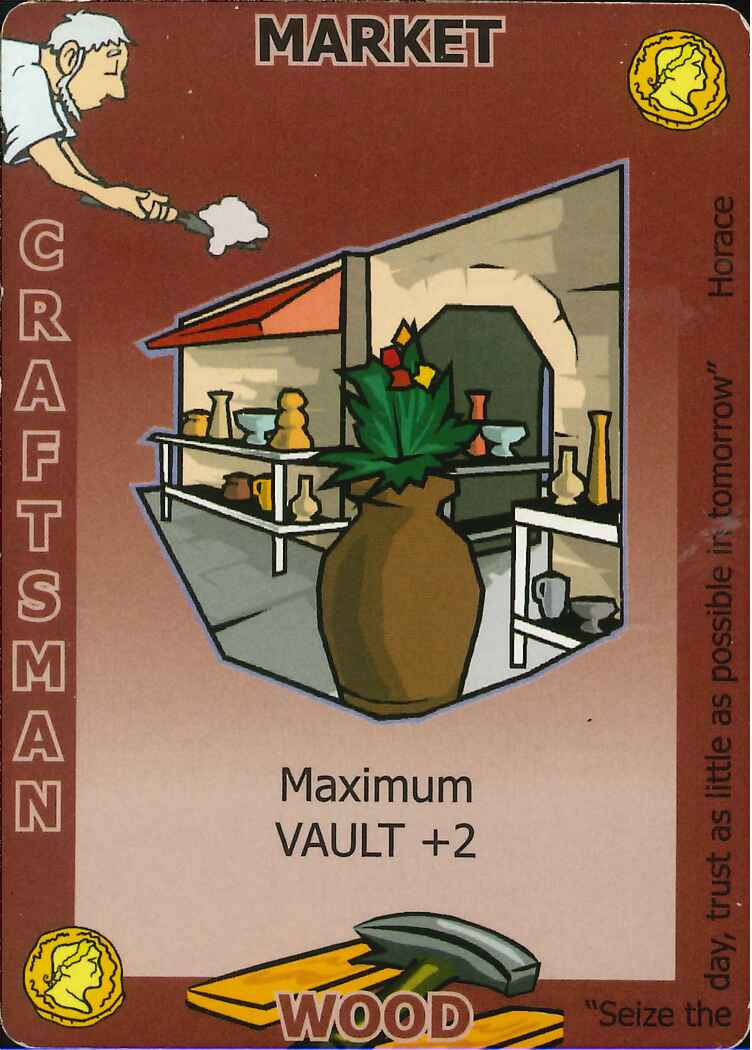 MARKET
CRAFTSMAN
Maximum
VAULT +2
WOOD
"Seize the
day, trust as little as possible in tomorrow" Horace